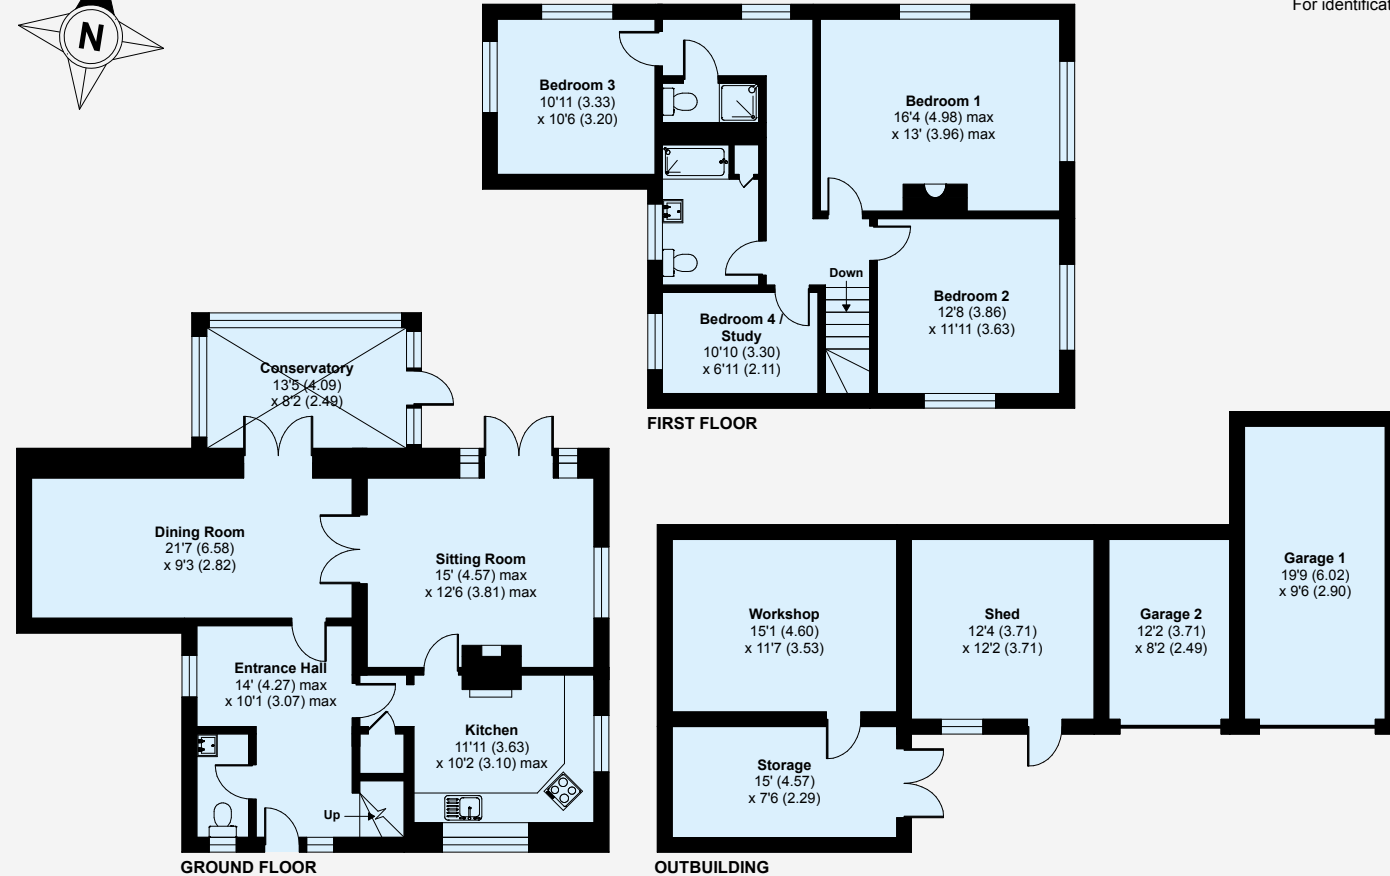 For identificat
N
Bedroom 3
10'11 (3.33)
x 10'6 (3.20)
Bedroom 1
16'4 (4.98) max
x 13' (3.96) max
Down
Bedroom 2
12'8 (3.86)
x 11'11 (3.63)
Bedroom 4 /
Study
10'10 (3.30)
x 6'11 (2.11)
FIRST FLOOR
Conservatory
13'5 (4.09)
x 8'2 (2.49)
Dining Room
21'7 (6.58)
x 9'3 (2.82)
Sitting Room
15' (4.57) max
x 12'6 (3.81) max
Entrance Hall
14' (4.27) max
x 10'1 (3.07) max
Kitchen
11'11 (3.63)
x 10'2 (3.10) max
Up
GROUND FLOOR
Workshop
15'1 (4.60)
x 11'7 (3.53)
Shed
12'4 (3.71)
x 12'2 (3.71)
Garage 2
12'2 (3.71)
x 8'2 (2.49)
Garage 1
19'9 (6.02)
x 9'6 (2.90)
Storage
15' (4.57)
x 7'6 (2.29)
OUTBUILDING